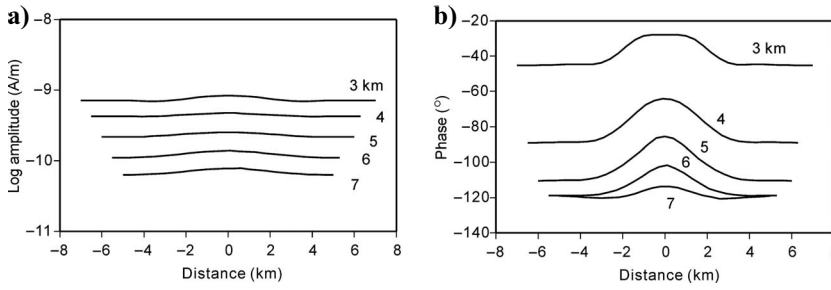 a)
−8
−9
−10
−11
Log amplitude (A/m)
3 km
4
5
6
7
−8 −6 −4 −2 0 2 4 6 8
Distance (km)
b)
−20
−40
−60
−80
−100
−120
−140
Phase (°)
3 km
4
5
6
7
−8 −6 −4 −2 0 2 4 6 8
Distance (km)